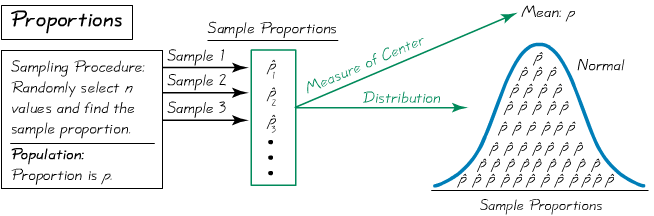 Proportions
Sampling Procedure:
Randomly select n
values and find the
sample proportion.
Population:
Proportion is p.
Sample 1
Sample 2
Sample 3
Sample Proportions
p̂1
p̂2
p̂3
Measure of Center
Mean: p
Distribution
Normal
p̂
p̂ p̂
p̂ p̂ p̂
p̂ p̂ p̂ p̂
p̂ p̂ p̂ p̂ p̂
p̂ p̂ p̂ p̂ p̂ p̂
p̂ p̂ p̂ p̂ p̂ p̂ p̂ p̂
p̂ p̂ p̂ p̂ p̂ p̂ p̂ p̂ p̂
Sample Proportions